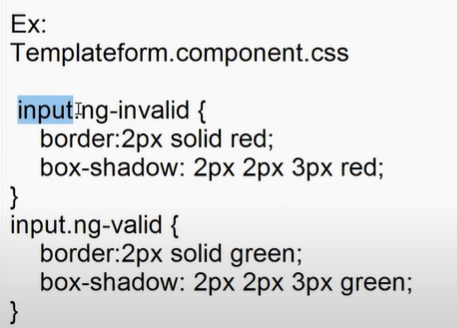 Ex:
Templateform.component.css
input.ng-invalid {
border:2px solid red;
box-shadow: 2px 2px 3px red;
}
input.ng-valid {
border:2px solid green;
box-shadow: 2px 2px 3px green;
}